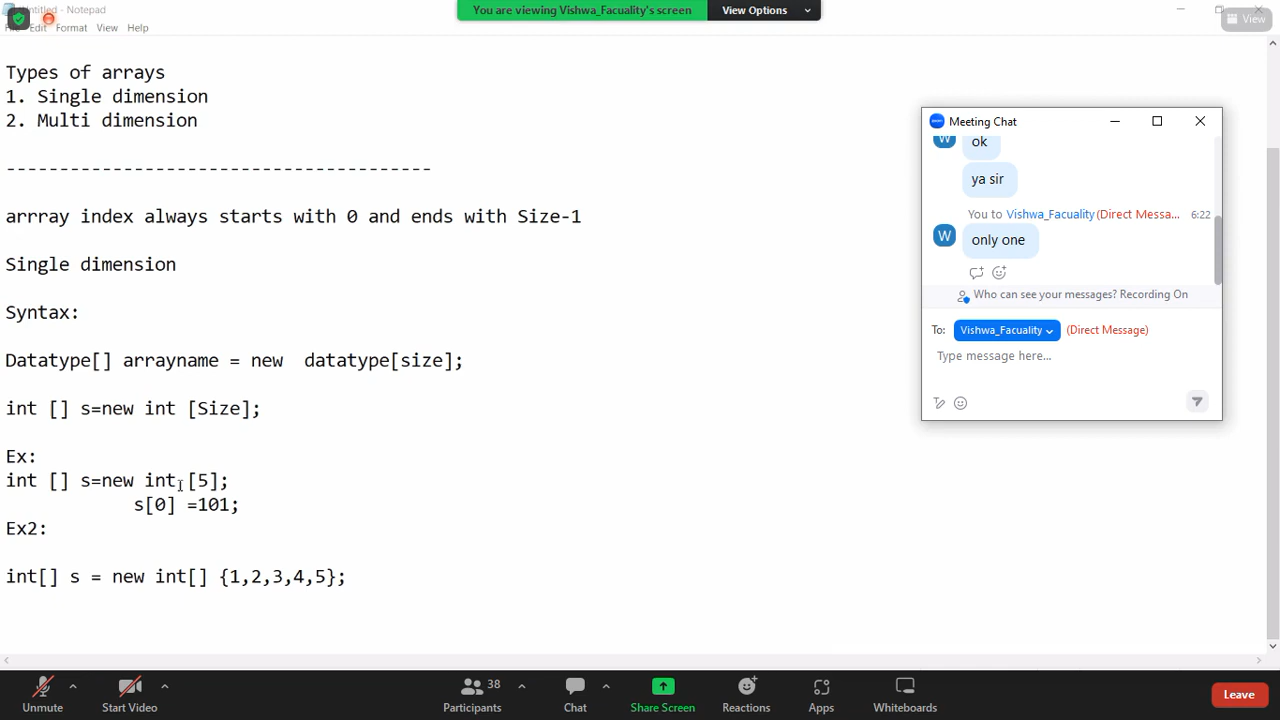 Untitled - Notepad
You are viewing Vishwa_Facuality's screen
View Options
View
File Edit Format View Help
Types of arrays
1. Single dimension
2. Multi dimension
----------------------------------------
arrray index always starts with 0 and ends with Size-1
Single dimension
Syntax:
Datatype[] arrayname = new  datatype[size];
int [] s=new int [Size];
Ex:
int [] s=new int [5];
s[0] =101;
Ex2:
int[] s = new int[] {1,2,3,4,5};
Meeting Chat
W
ok
ya sir
You to Vishwa_Facuality(Direct Messa... 6:22
W
only one
Who can see your messages? Recording On
To: Vishwa_Facuality (Direct Message)
Type message here...
Unmute
Start Video
38
Participants
Chat
Share Screen
Reactions
Apps
Whiteboards
Leave